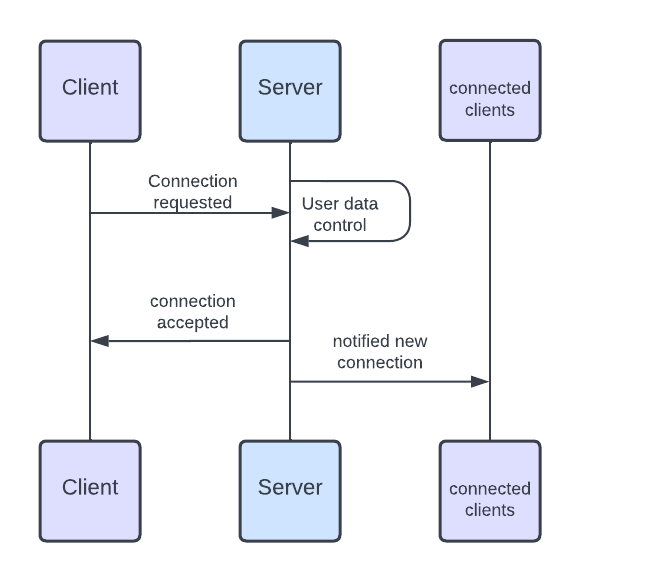 Client
Server
connected
clients
Connection
requested
User data
control
connection
accepted
notified new
connection
Client
Server
connected
clients